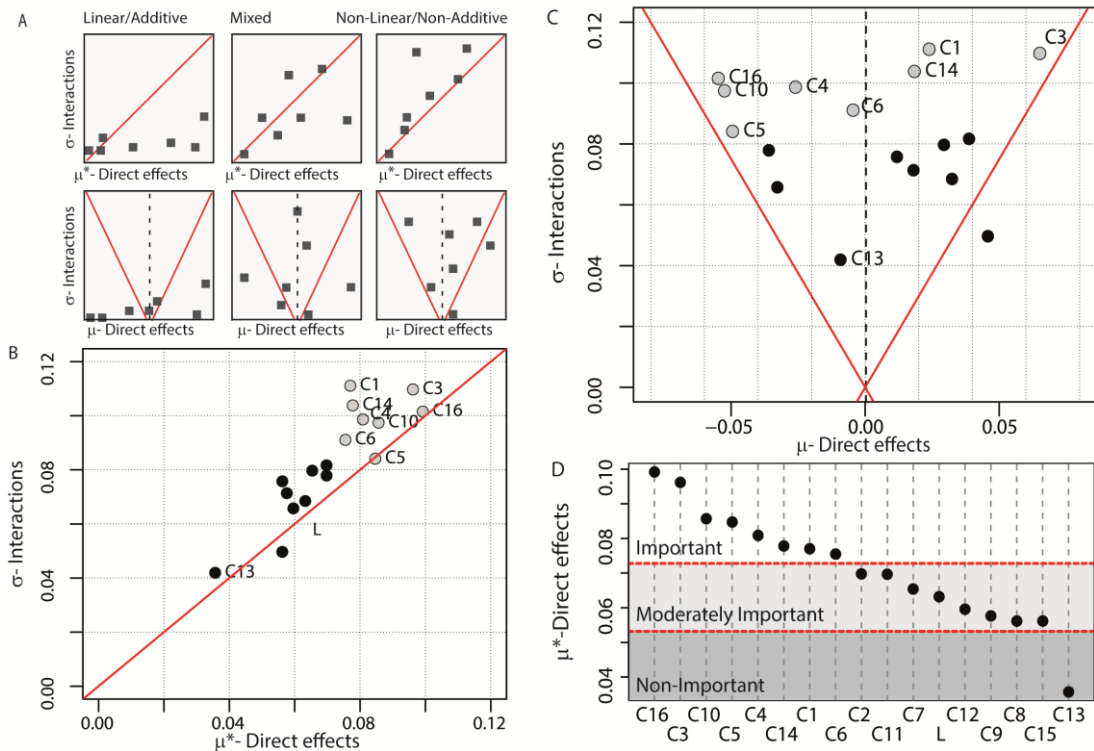 A
Linear/Additive
Mixed
Non-Linear/Non-Additive
σ- Interactions
μ*- Direct effects
μ*- Direct effects
μ*- Direct effects
σ- Interactions
μ- Direct effects
μ- Direct effects
μ- Direct effects
B
0.12
0.08
0.04
0.00
σ- Interactions
C1
C3
C14
C4
C16
C10
C6
C5
L
C13
0.00
0.04
0.08
0.12
μ*- Direct effects
C
0.12
0.08
0.04
0.00
σ- Interactions
C1
C3
C14
C16
C4
C10
C6
C5
C13
−0.05
0.00
0.05
μ- Direct effects
D
0.10
0.08
0.06
0.04
μ*-Direct effects
Important
Moderately Important
Non-Important
C16 C10 C4 C1 C2 C7 C12 C8 C13
C3 C5 C14 C6 C11 L C9 C15